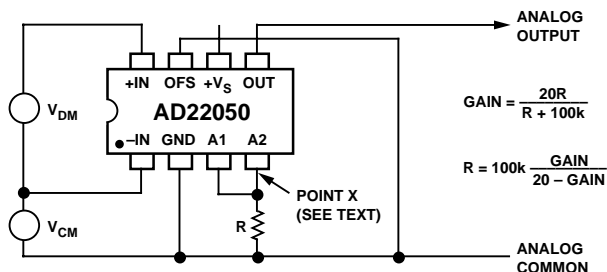 ANALOG
OUTPUT
+IN OFS +VS OUT
AD22050
–IN GND A1 A2
VDM
VCM
R
POINT X
(SEE TEXT)
GAIN = 20R / R + 100k
R = 100k GAIN / 20 – GAIN
ANALOG
COMMON